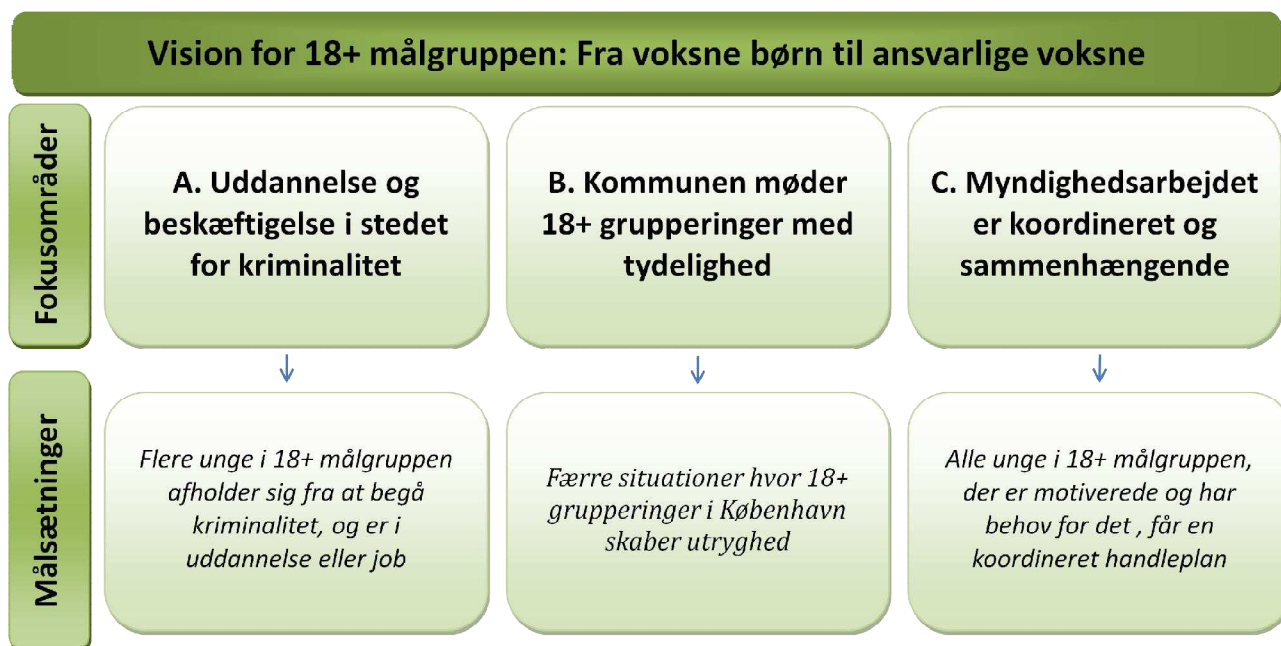 Vision for 18+ målgruppen: Fra voksne børn til ansvarlige voksne
Fokusområder
A. Uddannelse og
beskæftigelse i stedet
for kriminalitet
B. Kommunen møder
18+ grupperinger med
tydelighed
C. Myndighedsarbejdet
er koordineret og
sammenhængende
Målsætninger
Flere unge i 18+ målgruppen
afholder sig fra at begå
kriminalitet, og er i
uddannelse eller job
Færre situationer hvor 18+
grupperinger i København
skaber utryghed
Alle unge i 18+ målgruppen,
der er motiverede og har
behov for det , får en
koordineret handleplan